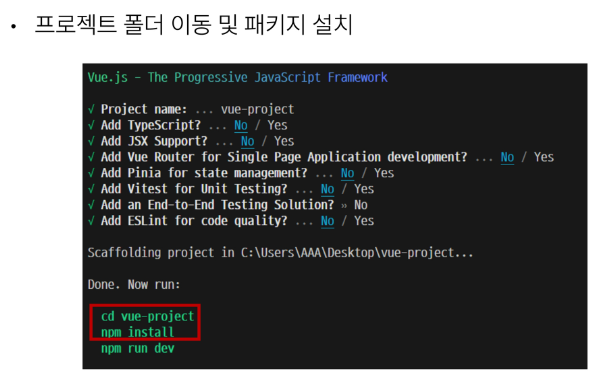 • 프로젝트 폴더 이동 및 패키지 설치
Vue.js - The Progressive JavaScript Framework
√ Project name: ... vue-project
√ Add TypeScript? ... No / Yes
√ Add JSX Support? ... No / Yes
√ Add Vue Router for Single Page Application development? ... No / Yes
√ Add Pinia for state management? ... No / Yes
√ Add Vitest for Unit Testing? ... No / Yes
√ Add an End-to-End Testing Solution? » No
√ Add ESLint for code quality? ... No / Yes
Scaffolding project in C:\Users\AAA\Desktop\vue-project...
Done. Now run:
cd vue-project
npm install
npm run dev